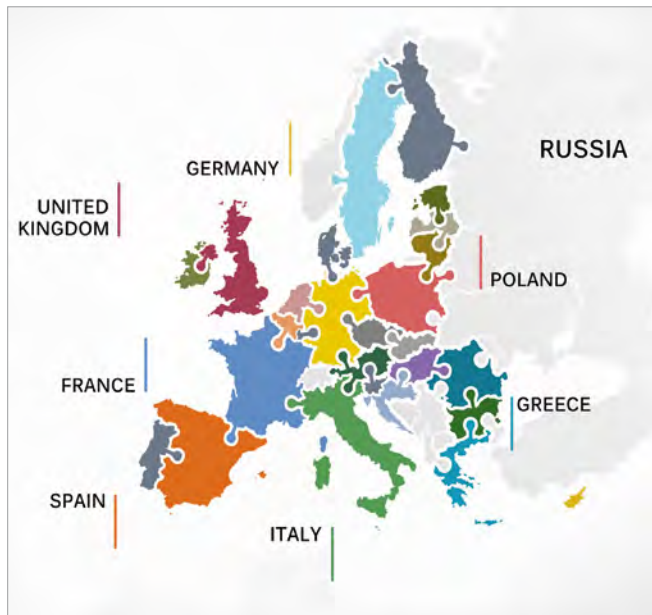 RUSSIA
GERMANY
UNITED
KINGDOM
POLAND
FRANCE
GREECE
SPAIN
ITALY